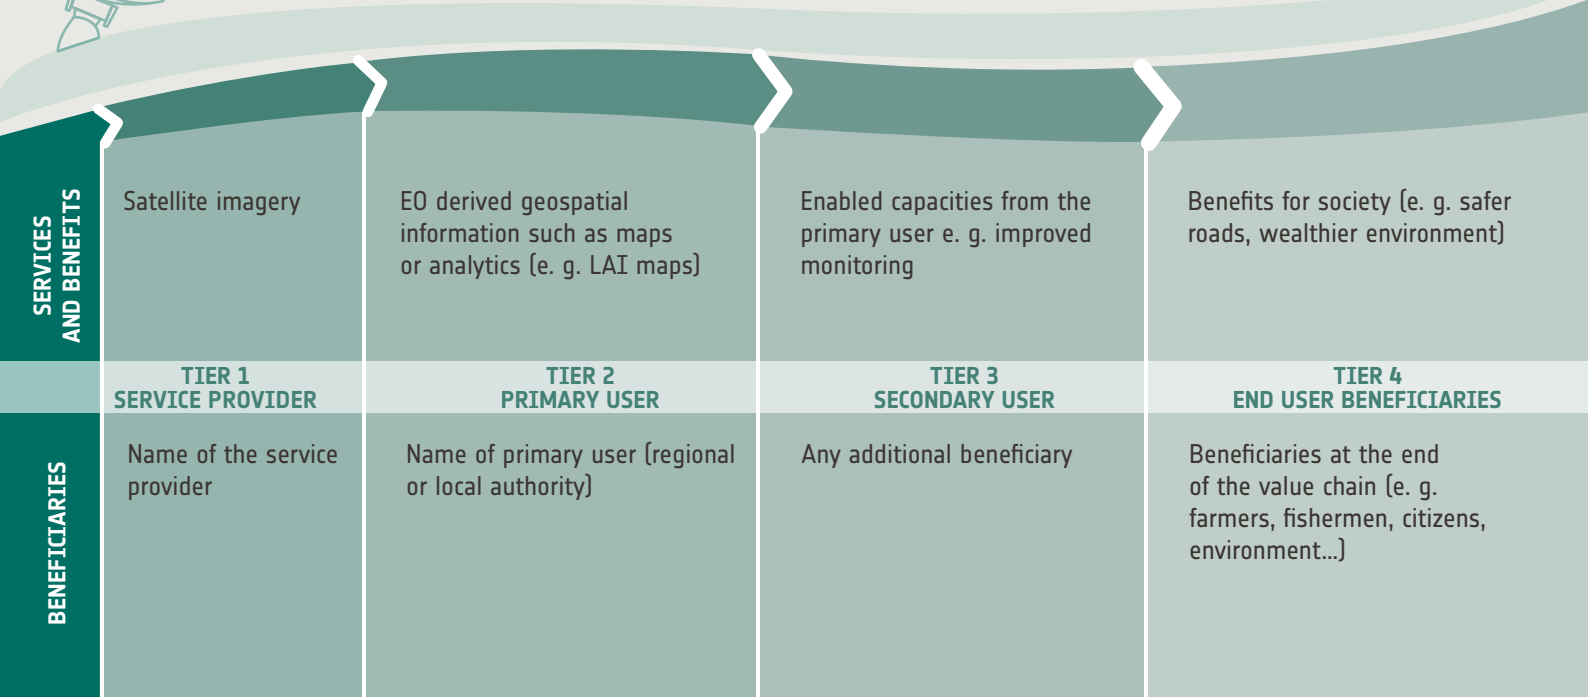 SERVICES
AND BENEFITS
Satellite imagery
EO derived geospatial
information such as maps
or analytics (e. g. LAI maps)
Enabled capacities from the
primary user e. g. improved
monitoring
Benefits for society (e. g. safer
roads, wealthier environment)
TIER 1
SERVICE PROVIDER
TIER 2
PRIMARY USER
TIER 3
SECONDARY USER
TIER 4
END USER BENEFICIARIES
BENEFICIARIES
Name of the service
provider
Name of primary user (regional
or local authority)
Any additional beneficiary
Beneficiaries at the end
of the value chain (e. g.
farmers, fishermen, citizens,
environment...)